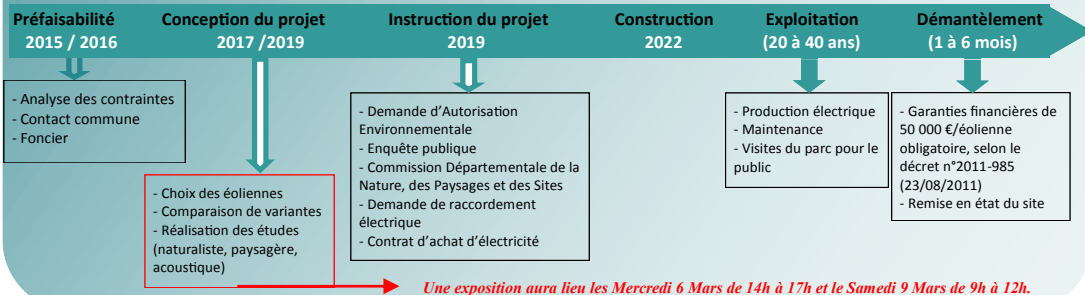 Préfaisabilité
2015 / 2016
Conception du projet
2017 /2019
Instruction du projet
2019
Construction
2022
Exploitation
(20 à 40 ans)
Démantèlement
(1 à 6 mois)
- Analyse des contraintes
- Contact commune
- Foncier
- Choix des éoliennes
- Comparaison de variantes
- Réalisation des études
(naturaliste, paysagère,
acoustique)
- Demande d'Autorisation
Environnementale
- Enquête publique
- Commission Départementale de la
Nature, des Paysages et des Sites
- Demande de raccordement
électrique
- Contrat d'achat d'électricité
- Production électrique
- Maintenance
- Visites du parc pour le
public
- Garanties financières de
50 000 €/éolienne
obligatoire, selon le
décret n°2011-985
(23/08/2011)
- Remise en état du site
Une exposition aura lieu les Mercredi 6 Mars de 14h à 17h et le Samedi 9 Mars de 9h à 12h.